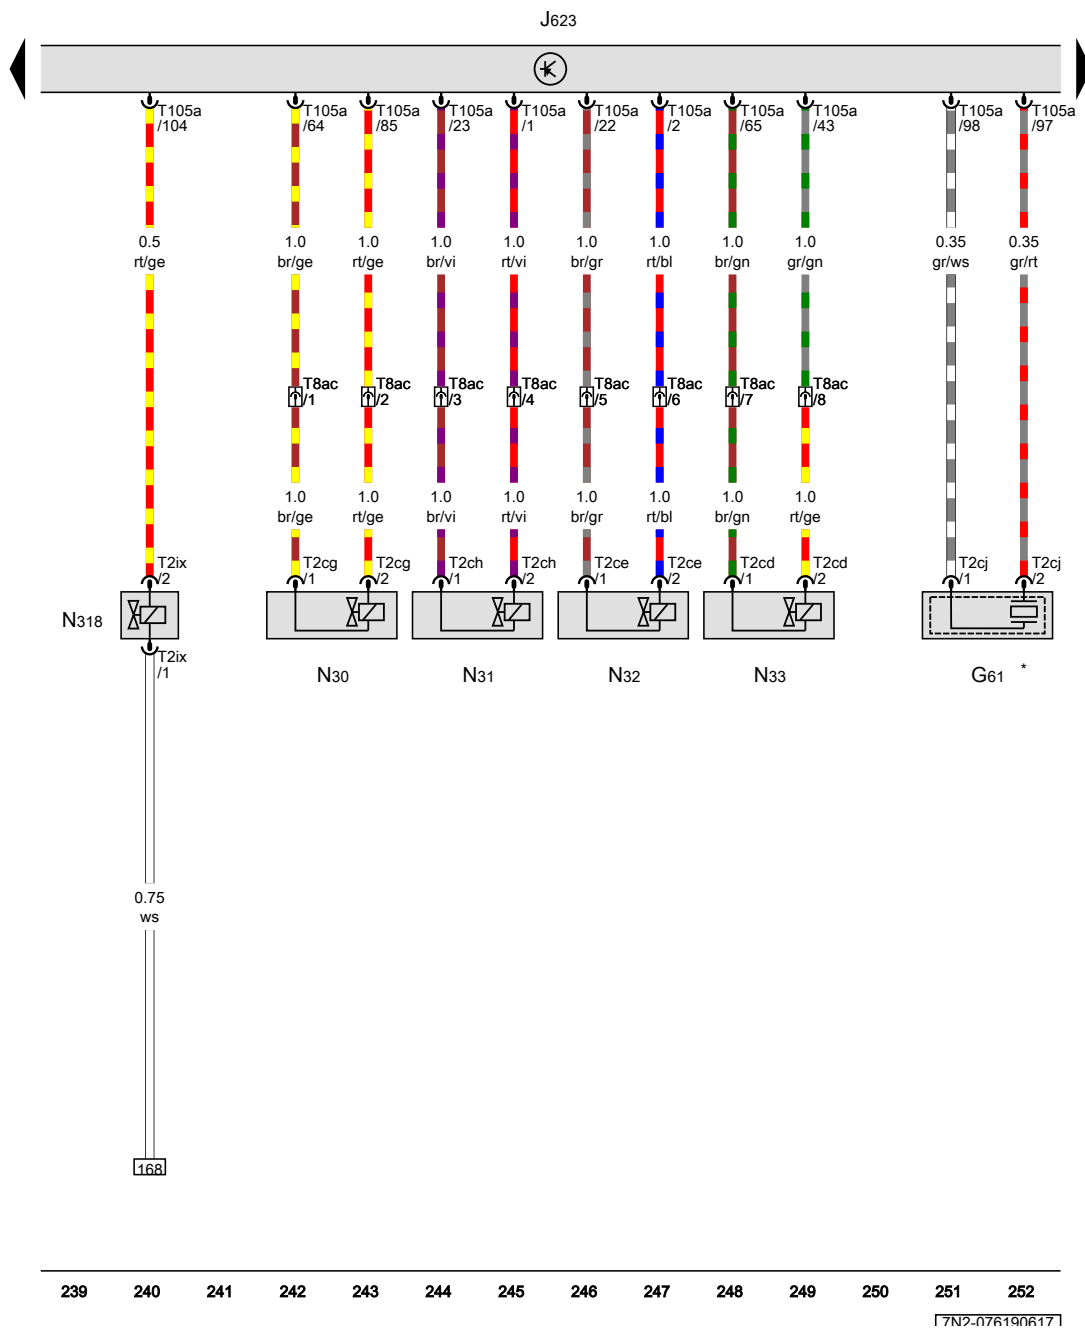 J623
T105a T105a T105a T105a T105a T105a T105a T105a T105a T105a T105a
/104 /64 /85 /23 /1 /22 /2 /65 /43 /98 /97
0.5 1.0 1.0 1.0 1.0 1.0 1.0 1.0 1.0 0.35 0.35
rt/ge br/ge rt/ge br/vi rt/vi br/gr rt/bl br/gn gr/gn gr/ws gr/rt
T8ac T8ac T8ac T8ac T8ac T8ac T8ac T8ac
/1 /2 /3 /4 /5 /6 /7 /8
1.0 1.0 1.0 1.0 1.0 1.0 1.0 1.0
br/ge rt/ge br/vi rt/vi br/gr rt/bl br/gn rt/ge
T2ix T2cg T2cg T2ch T2ch T2ce T2ce T2cd T2cd T2cj T2cj
/2 /1 /2 /1 /2 /1 /2 /1 /2 /1 /2
N318
T2ix
/1
N30 N31 N32 N33 G61 *
0.75
ws
168
239 240 241 242 243 244 245 246 247 248 249 250 251 252
7N2-076190617